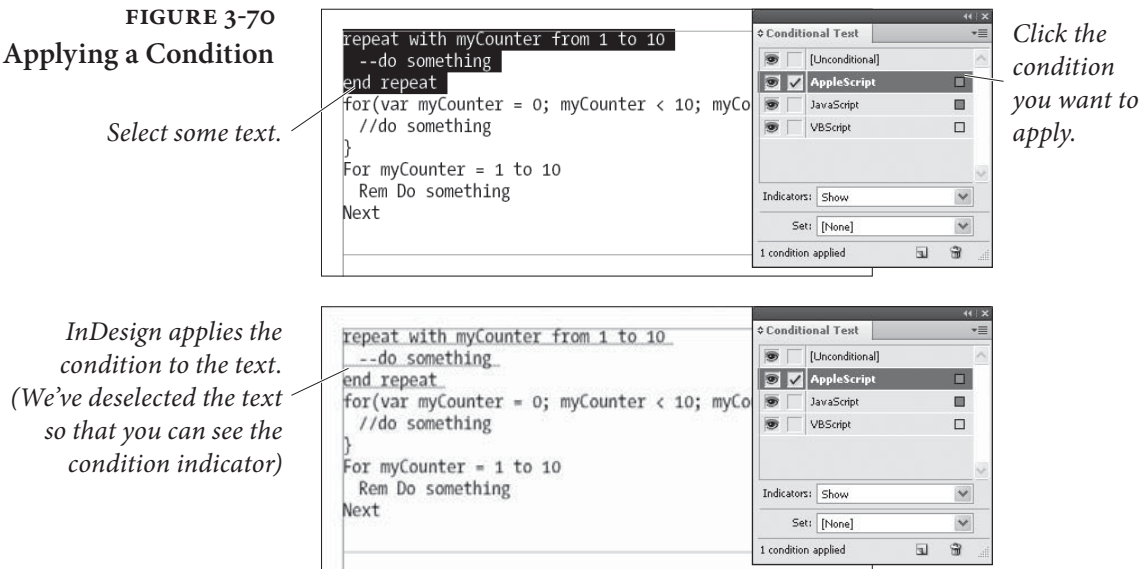 FIGURE 3-70
Applying a Condition
Select some text.
repeat with myCounter from 1 to 10
--do something
end repeat
for(var myCounter = 0; myCounter < 10; myCo
//do something
}
For myCounter = 1 to 10
Rem Do something
Next
Conditional Text
[Unconditional]
AppleScript
JavaScript
VBScript
Indicators: Show
Set: [None]
1 condition applied
Click the
condition
you want to
apply.
InDesign applies the
condition to the text.
(We've deselected the text
so that you can see the
condition indicator)
repeat with myCounter from 1 to 10
--do something
end repeat
for(var myCounter = 0; myCounter < 10; myCo
//do something
}
For myCounter = 1 to 10
Rem Do something
Next
Conditional Text
[Unconditional]
AppleScript
JavaScript
VBScript
Indicators: Show
Set: [None]
1 condition applied